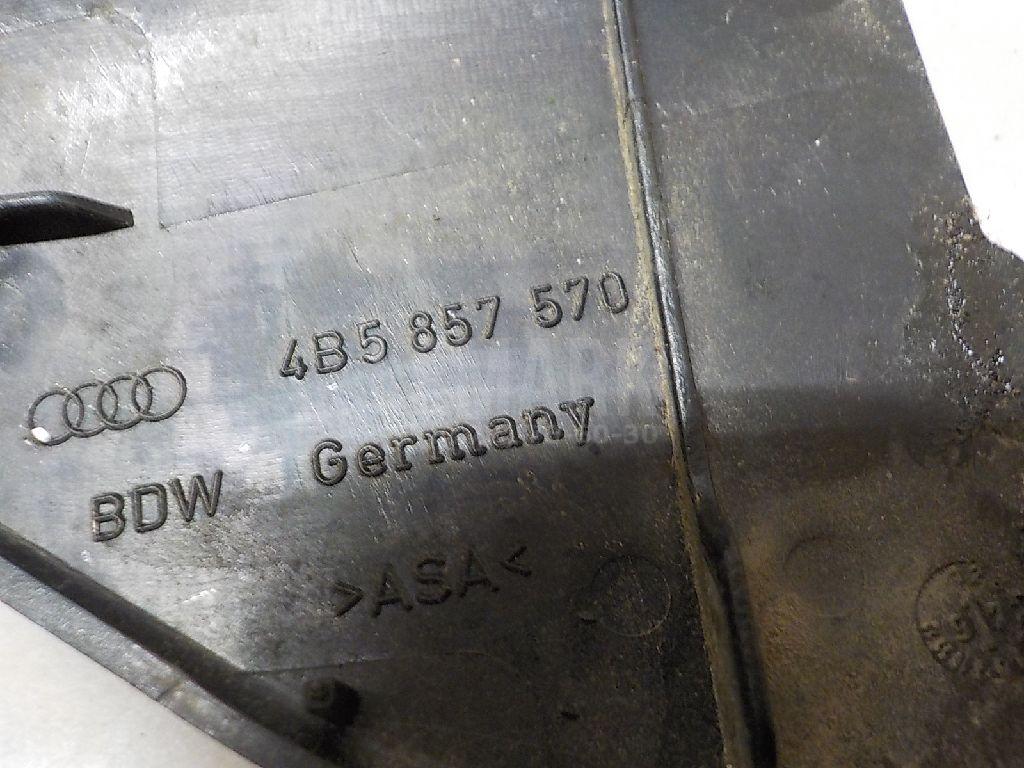 4B5 857 570
BDW Germany
>ASA<